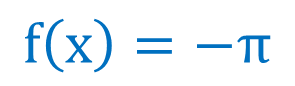 f(x) = −π